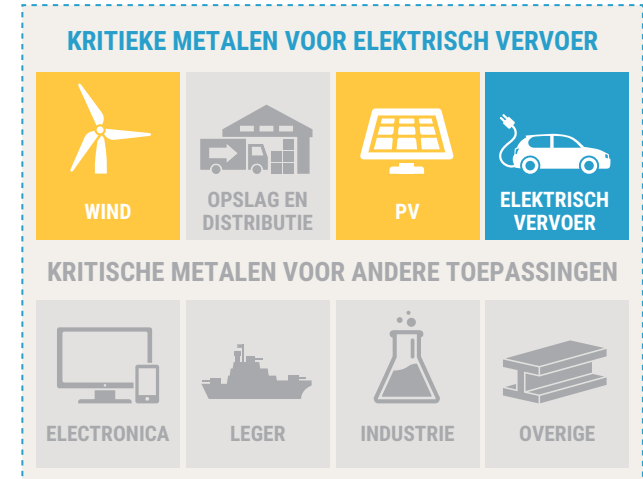 KRITIEKE METALEN VOOR ELEKTRISCH VERVOER
WIND
OPSLAG EN
DISTRIBUTIE
PV
ELEKTRISCH
VERVOER
KRITISCHE METALEN VOOR ANDERE TOEPASSINGEN
ELECTRONICA
LEGER
INDUSTRIE
OVERIGE